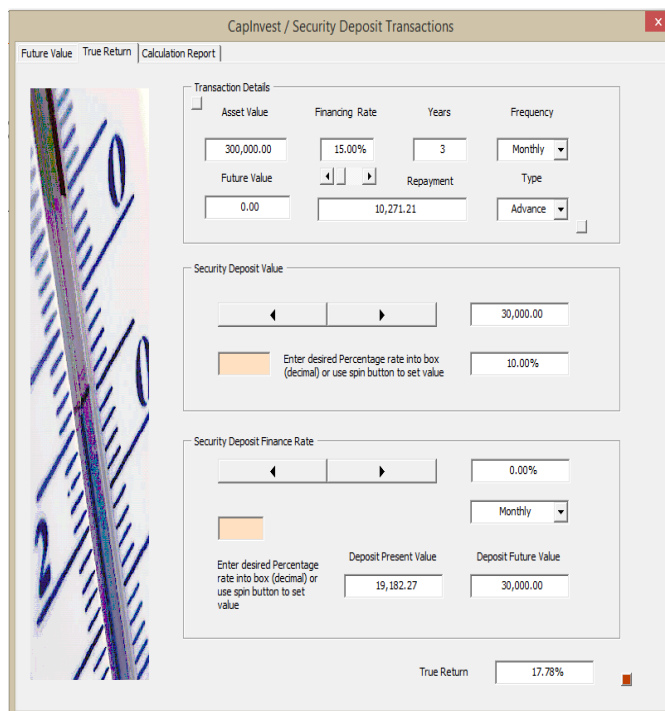 CapInvest / Security Deposit Transactions
x
Future Value True Return Calculation Report
Transaction Details
Asset Value Financing Rate Years Frequency
300,000.00 15.00% 3 Monthly
Future Value Repayment Type
0.00 10,271.21 Advance
Security Deposit Value
30,000.00
Enter desired Percentage rate into box
(decimal) or use spin button to set value
10.00%
Security Deposit Finance Rate
0.00%
Monthly
Enter desired Percentage
rate into box (decimal) or
use spin button to set
value
Deposit Present Value Deposit Future Value
19,182.27 30,000.00
True Return 17.78%
0
0
2